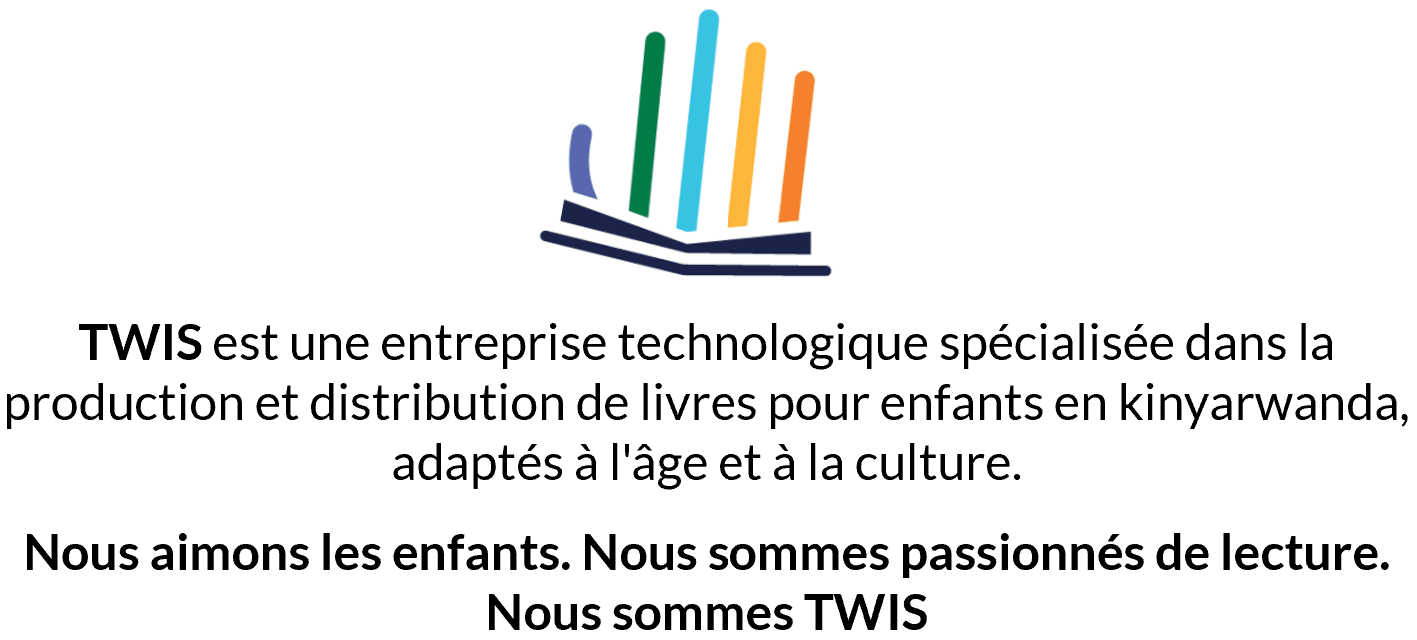 TWIS est une entreprise technologique spécialisée dans la
production et distribution de livres pour enfants en kinyarwanda,
adaptés à l'âge et à la culture.
Nous aimons les enfants. Nous sommes passionnés de lecture.
Nous sommes TWIS